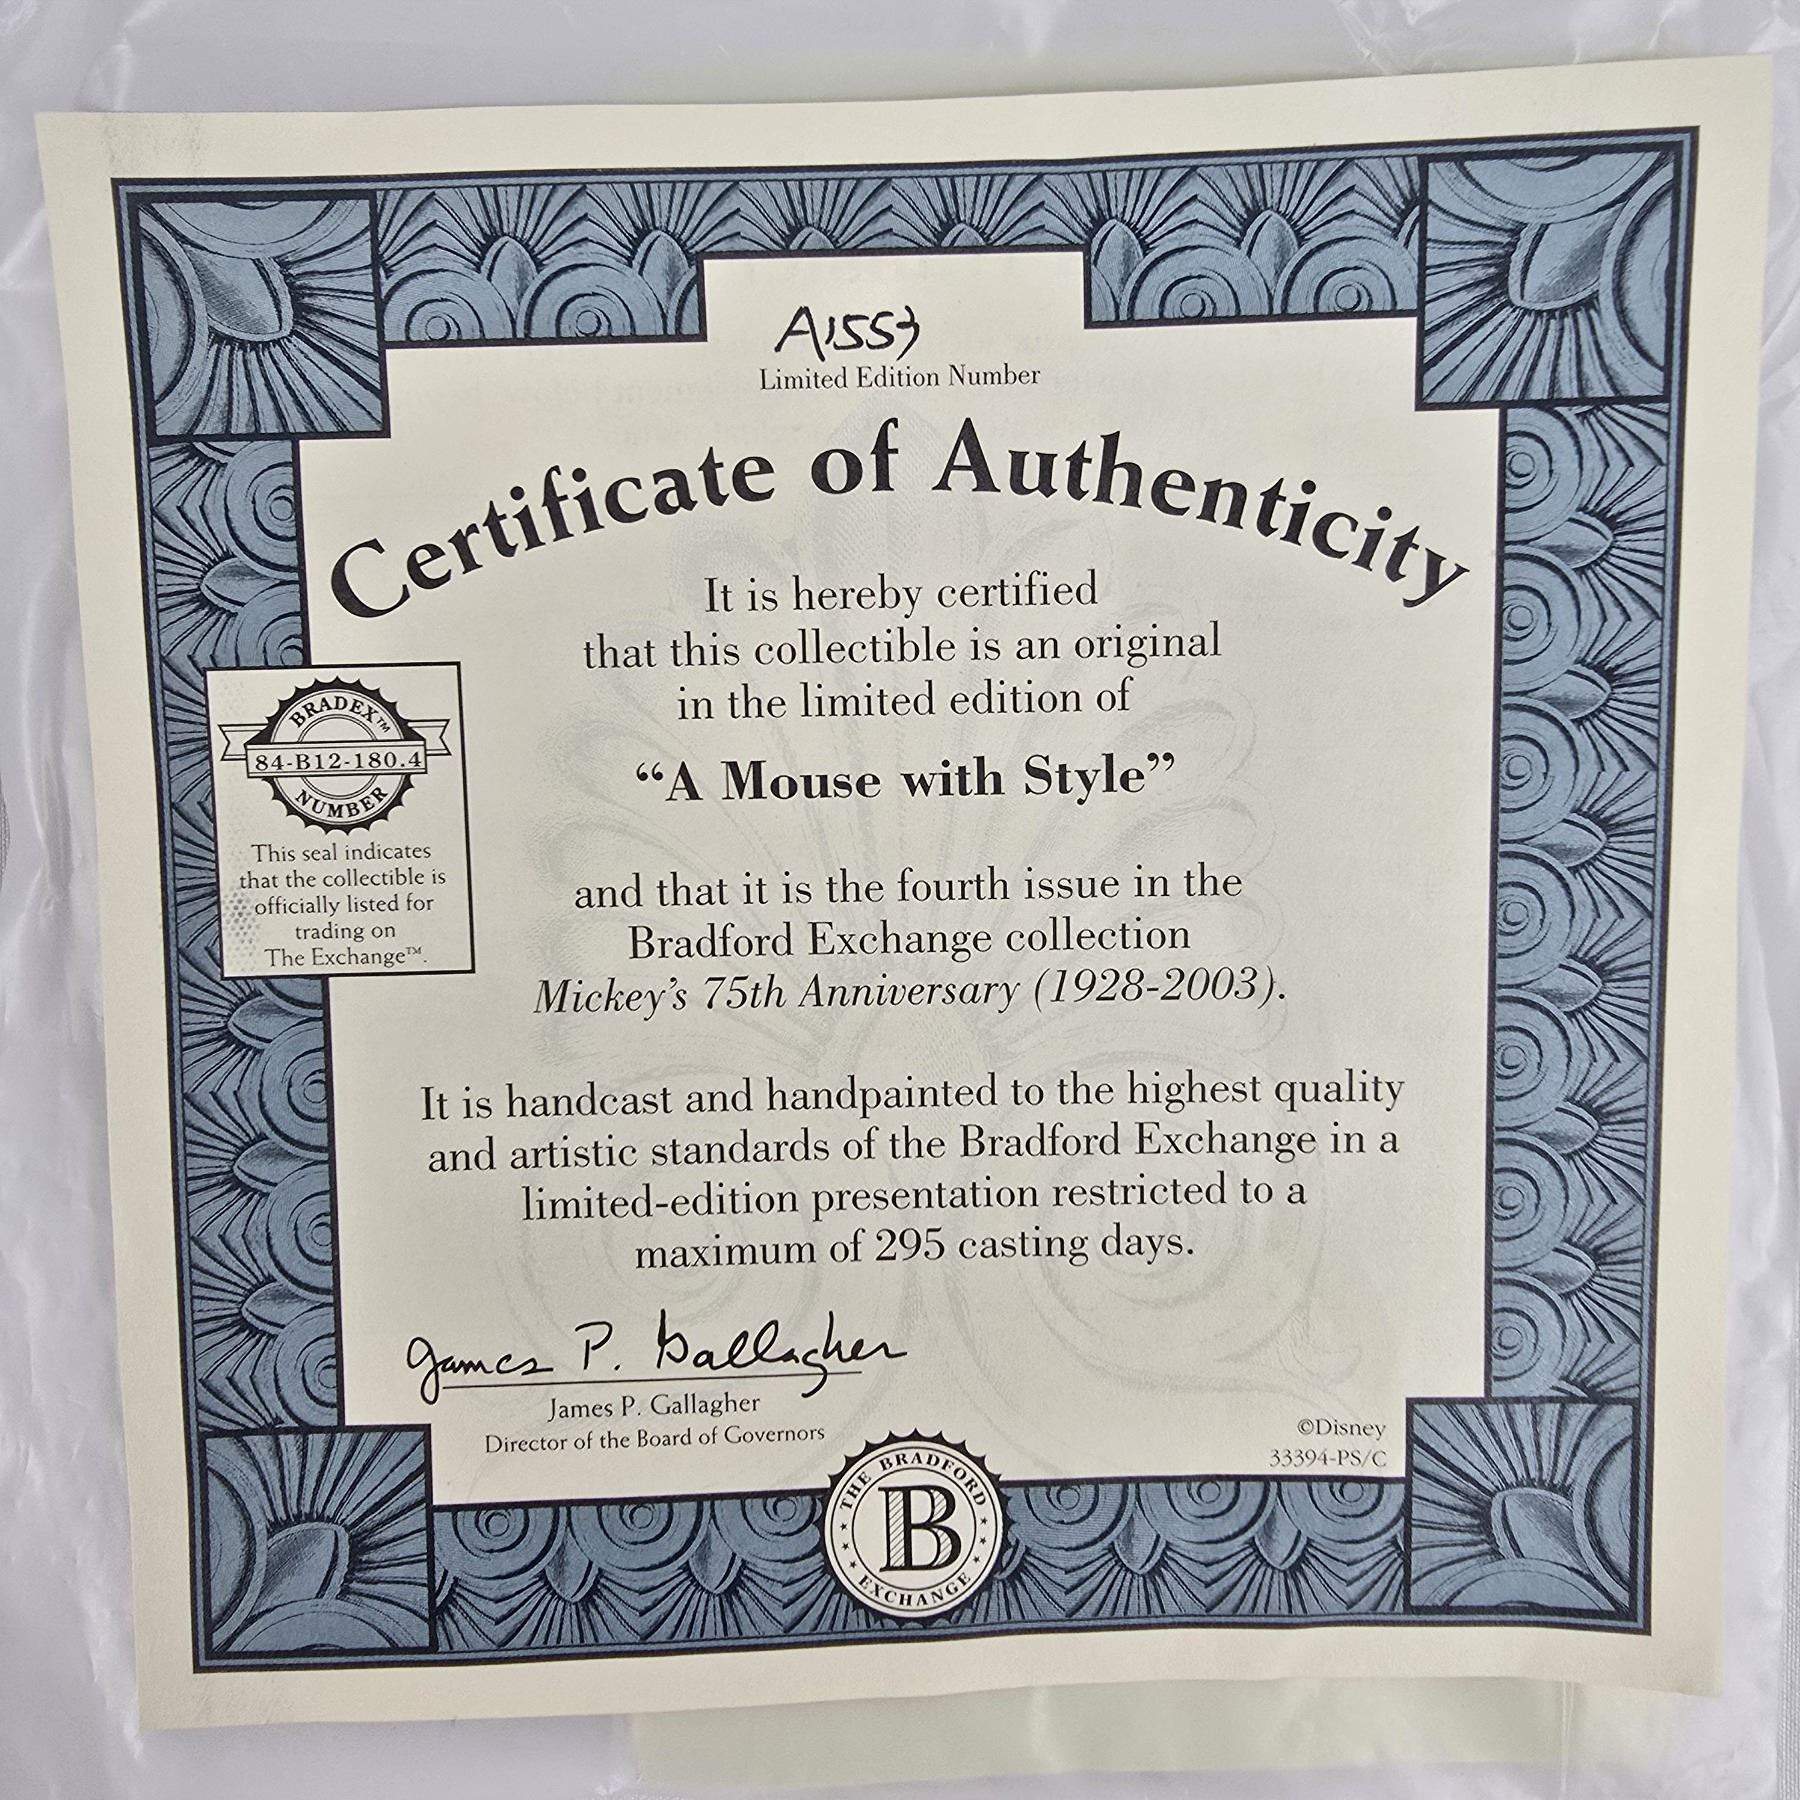 A1553
Limited Edition Number
Certificate of Authenticity
It is hereby certified
that this collectible is an original
in the limited edition of
“A Mouse with Style”
and that it is the fourth issue in the
Bradford Exchange collection
Mickey’s 75th Anniversary (1928-2003).
It is handcast and handpainted to the highest quality
and artistic standards of the Bradford Exchange in a
limited-edition presentation restricted to a
maximum of 295 casting days.
BRADEX™
84-B12-180.4
NUMBER
This seal indicates
that the collectible is
officially listed for
trading on
The Exchange™.
James P. Gallagher
James P. Gallagher
Director of the Board of Governors
©Disney
33394-PS/C
THE BRADFORD
B
EXCHANGE